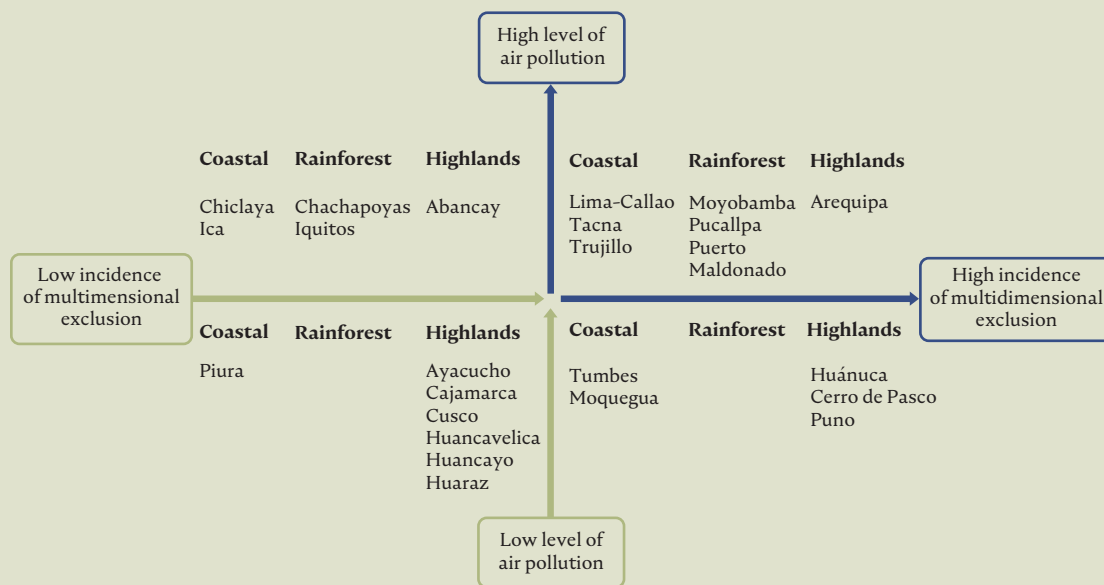 High level of
air pollution
Coastal Rainforest Highlands
Chiclaya Chachapoyas Abancay
Ica Iquitos
Coastal Rainforest Highlands
Lima-Callao Moyobamba Arequipa
Tacna Pucallpa
Trujillo Puerto
Maldonado
Low incidence
of multimensional
exclusion
High incidence
of multidimensional
exclusion
Coastal Rainforest Highlands
Piura Ayacucho
Cajamarca
Cusco
Huancavelica
Huancayo
Huaraz
Coastal Rainforest Highlands
Tumbes Huánuca
Moquegua Cerro de Pasco
Puno
Low level of
air pollution